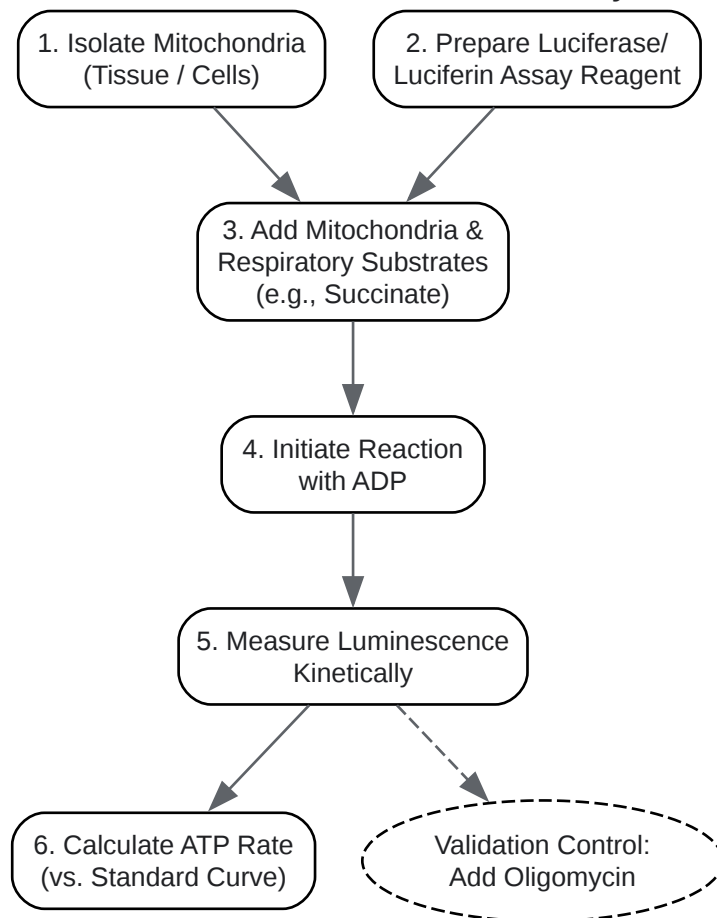 1. Isolate Mitochondria
(Tissue / Cells)
2. Prepare Luciferase/
Luciferin Assay Reagent
3. Add Mitochondria &
Respiratory Substrates
(e.g., Succinate)
4. Initiate Reaction
with ADP
5. Measure Luminescence
Kinetically
6. Calculate ATP Rate
(vs. Standard Curve)
Validation Control:
Add Oligomycin